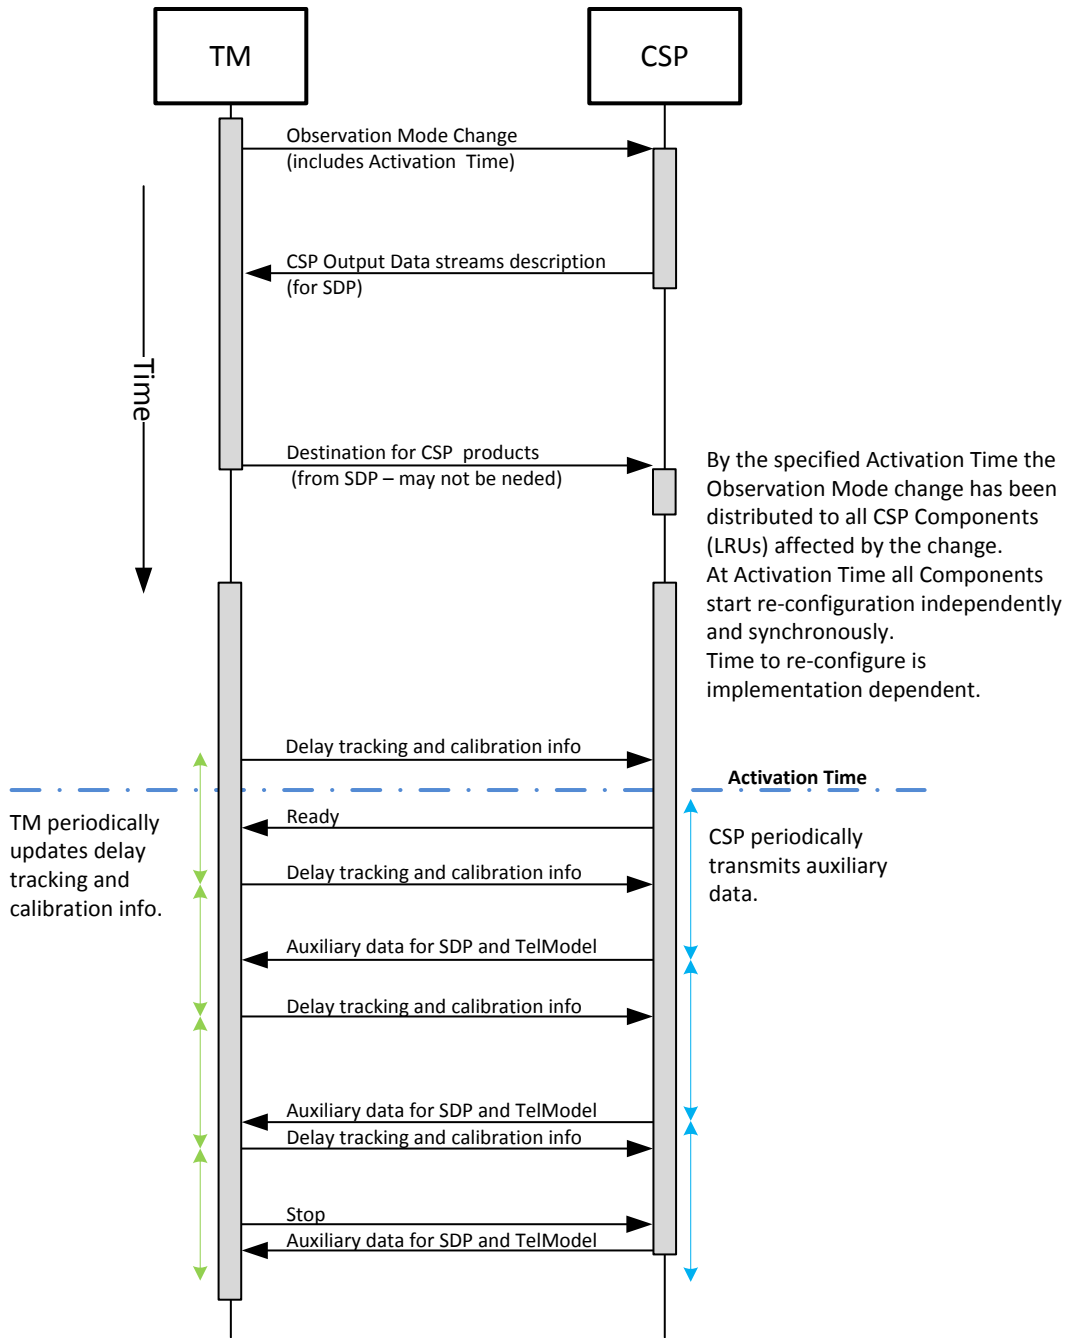 TM
CSP
Observation Mode Change
(includes Activation Time)
CSP Output Data streams description
(for SDP)
Time
Destination for CSP products
(from SDP – may not be neded)
By the specified Activation Time the
Observation Mode change has been
distributed to all CSP Components
(LRUs) affected by the change.
At Activation Time all Components
start re-configuration independently
and synchronously.
Time to re-configure is
implementation dependent.
Delay tracking and calibration info
Activation Time
Ready
TM periodically
updates delay
tracking and
calibration info.
CSP periodically
transmits auxiliary
data.
Delay tracking and calibration info
Auxiliary data for SDP and TelModel
Delay tracking and calibration info
Auxiliary data for SDP and TelModel
Delay tracking and calibration info
Stop
Auxiliary data for SDP and TelModel